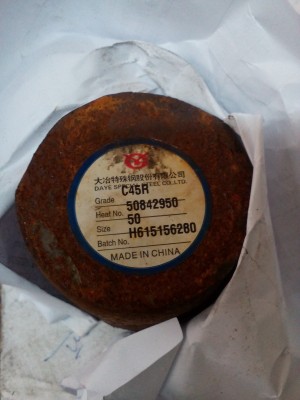 大冶特殊钢股份有限公司
DAYE SPECIAL STEEL CO.,LTD.
Grade C45R
Heat No. 50842950
Size 50
Batch No. H615156280
MADE IN CHINA